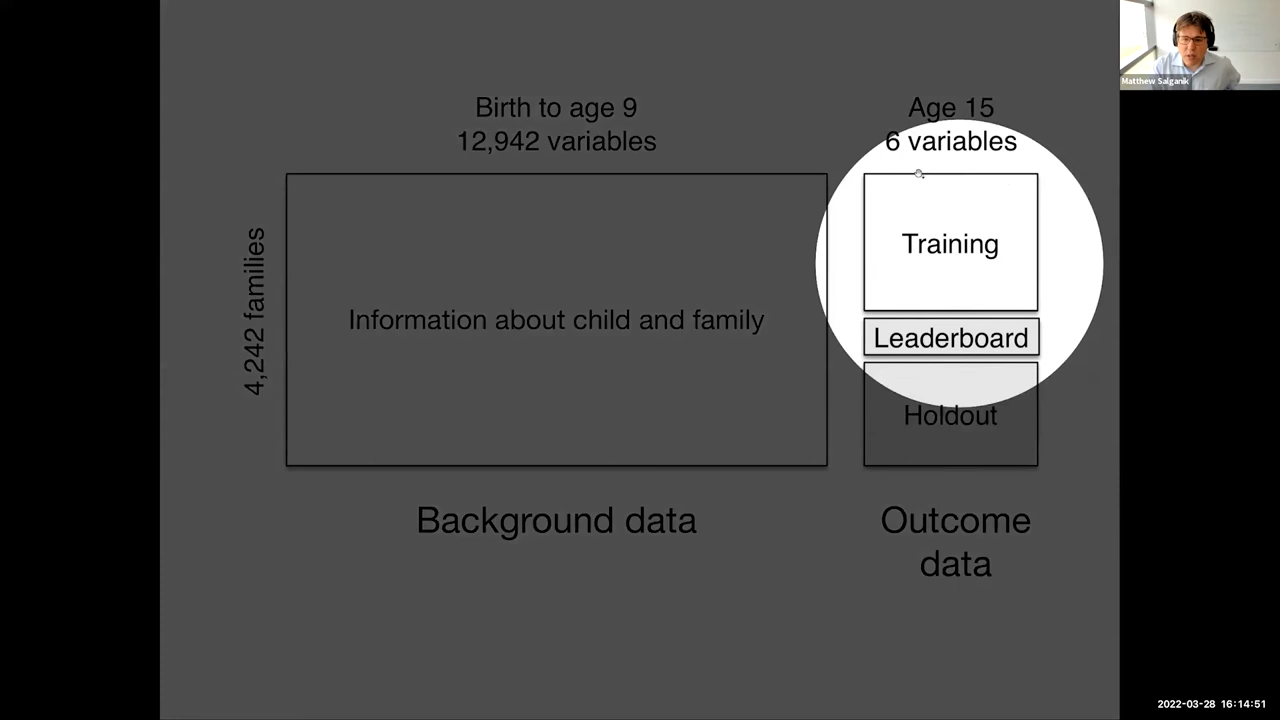 Matthew Salganik
Birth to age 9
12,942 variables
Age 15
6 variables
4,242 families
Information about child and family
Training
Leaderboard
Holdout
Background data
Outcome
data
2022-03-28 16:14:51